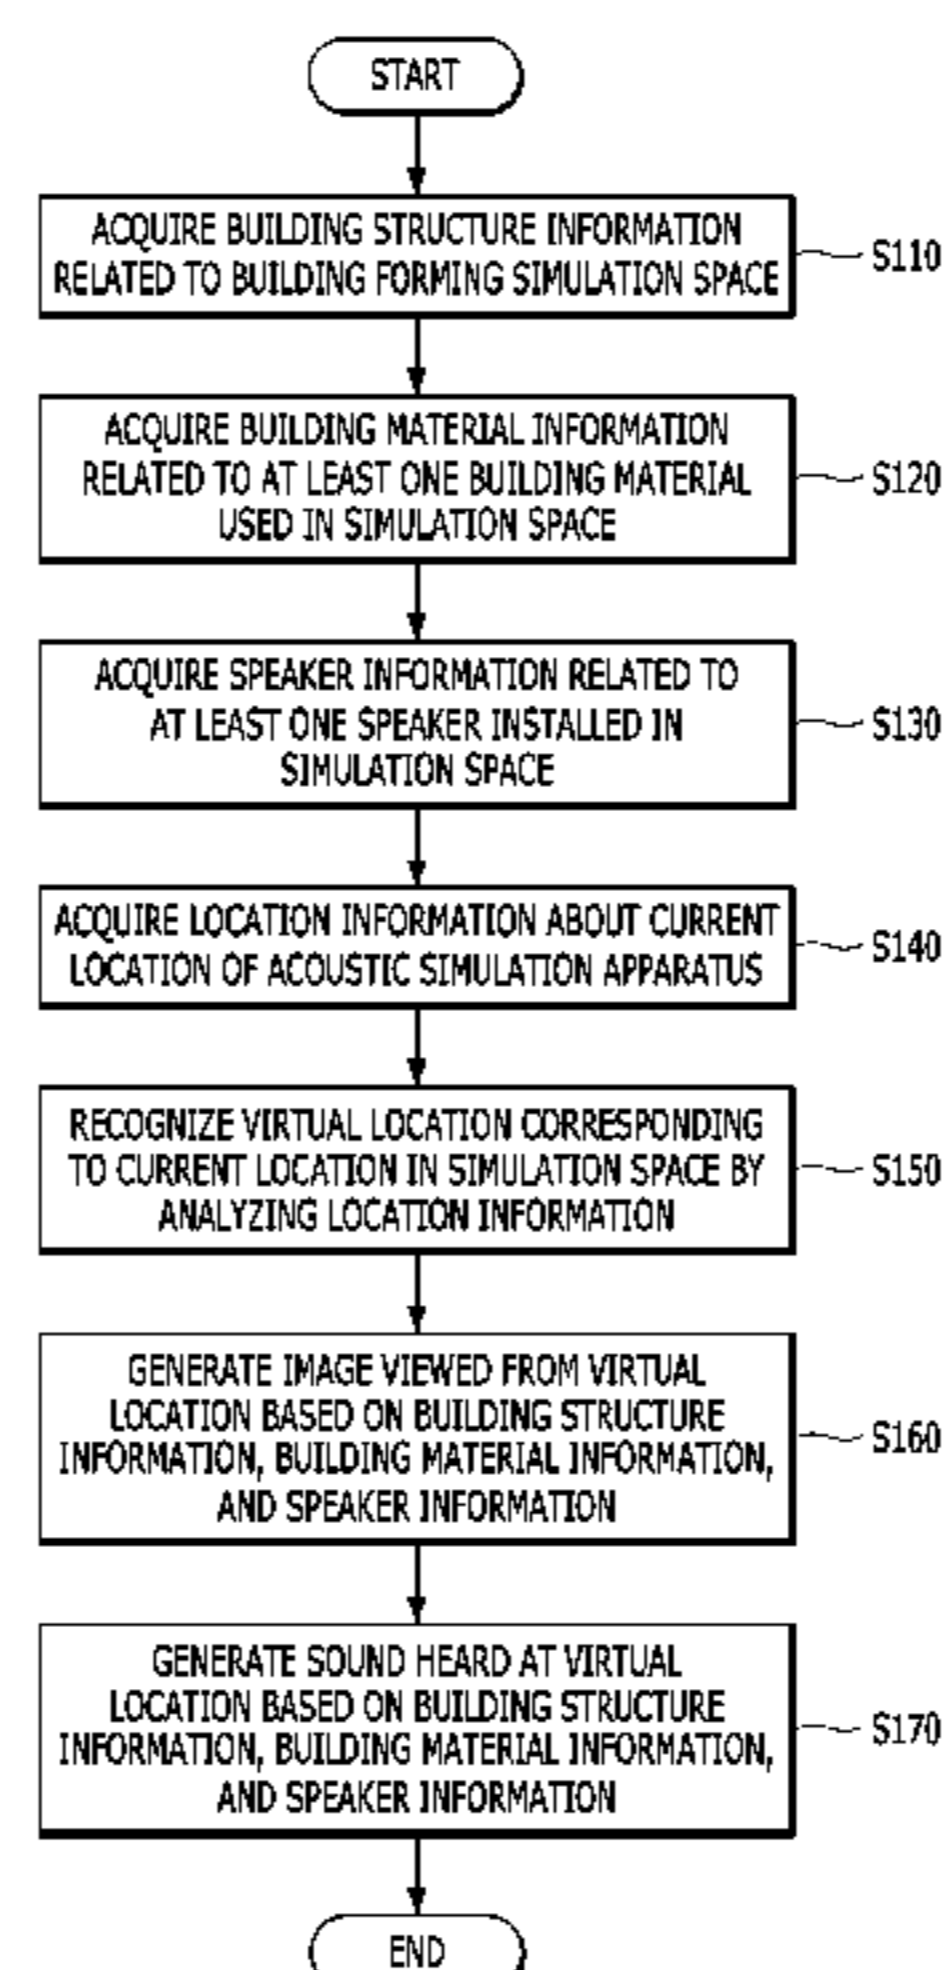 START
ACQUIRE BUILDING STRUCTURE INFORMATION
RELATED TO BUILDING FORMING SIMULATION SPACE
S110
ACQUIRE BUILDING MATERIAL INFORMATION
RELATED TO AT LEAST ONE BUILDING MATERIAL
USED IN SIMULATION SPACE
S120
ACQUIRE SPEAKER INFORMATION RELATED TO
AT LEAST ONE SPEAKER INSTALLED IN
SIMULATION SPACE
S130
ACQUIRE LOCATION INFORMATION ABOUT CURRENT
LOCATION OF ACOUSTIC SIMULATION APPARATUS
S140
RECOGNIZE VIRTUAL LOCATION CORRESPONDING
TO CURRENT LOCATION IN SIMULATION SPACE BY
ANALYZING LOCATION INFORMATION
S150
GENERATE IMAGE VIEWED FROM VIRTUAL
LOCATION BASED ON BUILDING STRUCTURE
INFORMATION, BUILDING MATERIAL INFORMATION,
AND SPEAKER INFORMATION
S160
GENERATE SOUND HEARD AT VIRTUAL
LOCATION BASED ON BUILDING STRUCTURE
INFORMATION, BUILDING MATERIAL INFORMATION,
AND SPEAKER INFORMATION
S170
END